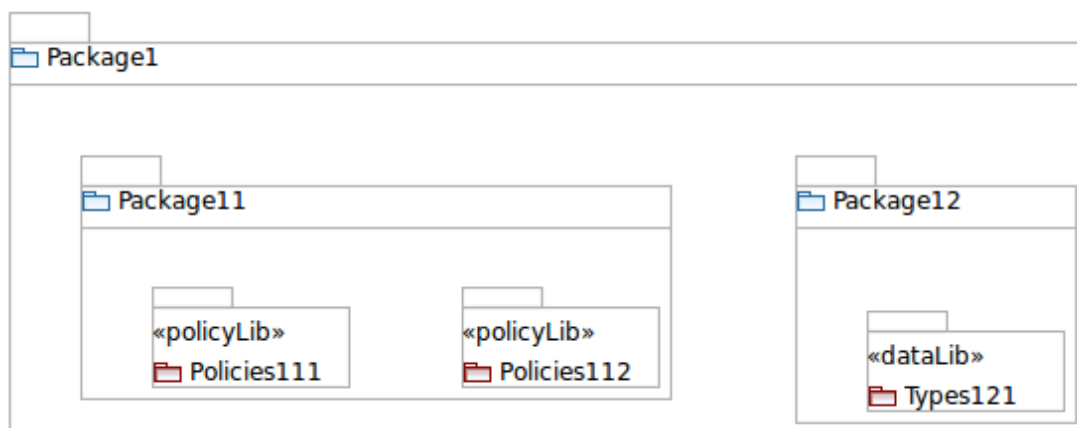 Package1
Package11
Package12
«policyLib»
Policies111
«policyLib»
Policies112
«dataLib»
Types121